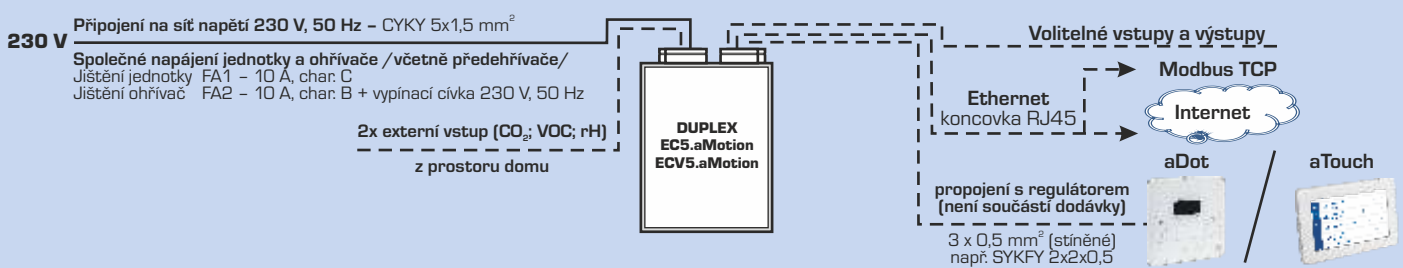 230 V
Připojení na síť napětí 230 V, 50 Hz – CYKY 5x1,5 mm²
Společné napájení jednotky a ohřívače /včetně předehřívače/
Jištění jednotky FA1 – 10 A, char. C
Jištění ohřívač FA2 – 10 A, char. B + vypínací cívka 230 V, 50 Hz
2x externí vstup (CO₂; VOC; rH)
z prostoru domu
DUPLEX
EC5.aMotion
ECV5.aMotion
Volitelné vstupy a výstupy
Modbus TCP
Ethernet
koncovka RJ45
Internet
aDot
aTouch
propojení s regulátorem
(není součástí dodávky)
3 x 0,5 mm² (stíněné)
např. SYKFY 2x2x0,5